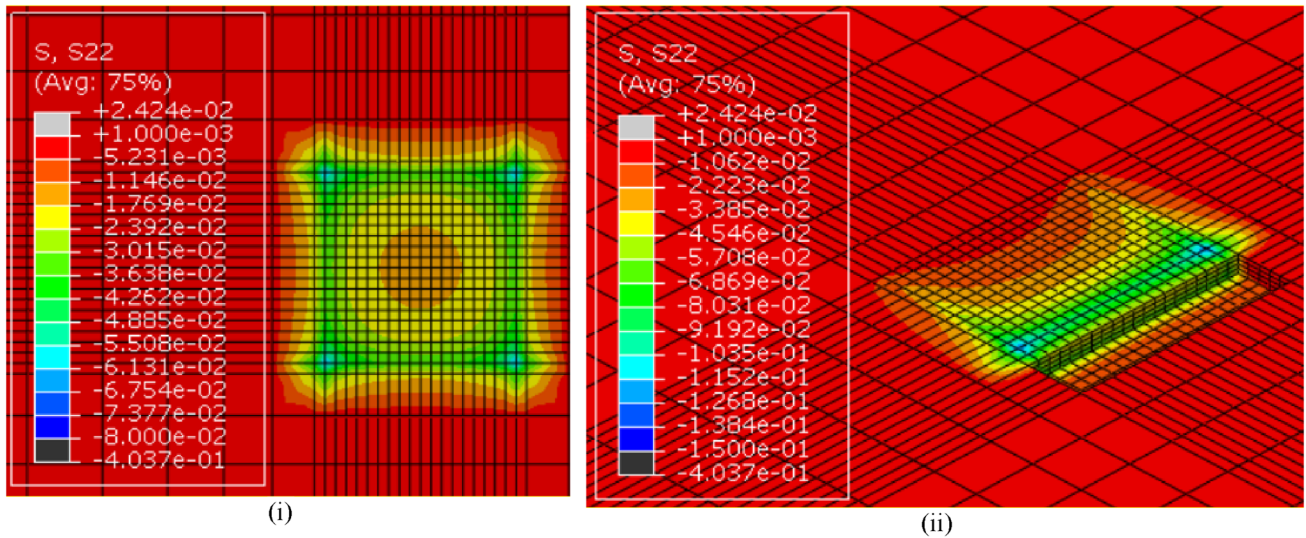 S, S22
(Avg: 75%)
+2.424e-02
+1.000e-03
-5.231e-03
-1.146e-02
-1.769e-02
-2.392e-02
-3.015e-02
-3.638e-02
-4.262e-02
-4.885e-02
-5.508e-02
-6.131e-02
-6.754e-02
-7.377e-02
-8.000e-02
-4.037e-01
(i)
S, S22
(Avg: 75%)
+2.424e-02
+1.000e-03
-1.062e-02
-2.223e-02
-3.385e-02
-4.546e-02
-5.708e-02
-6.869e-02
-8.031e-02
-9.192e-02
-1.035e-01
-1.152e-01
-1.268e-01
-1.384e-01
-1.500e-01
-4.037e-01
(ii)